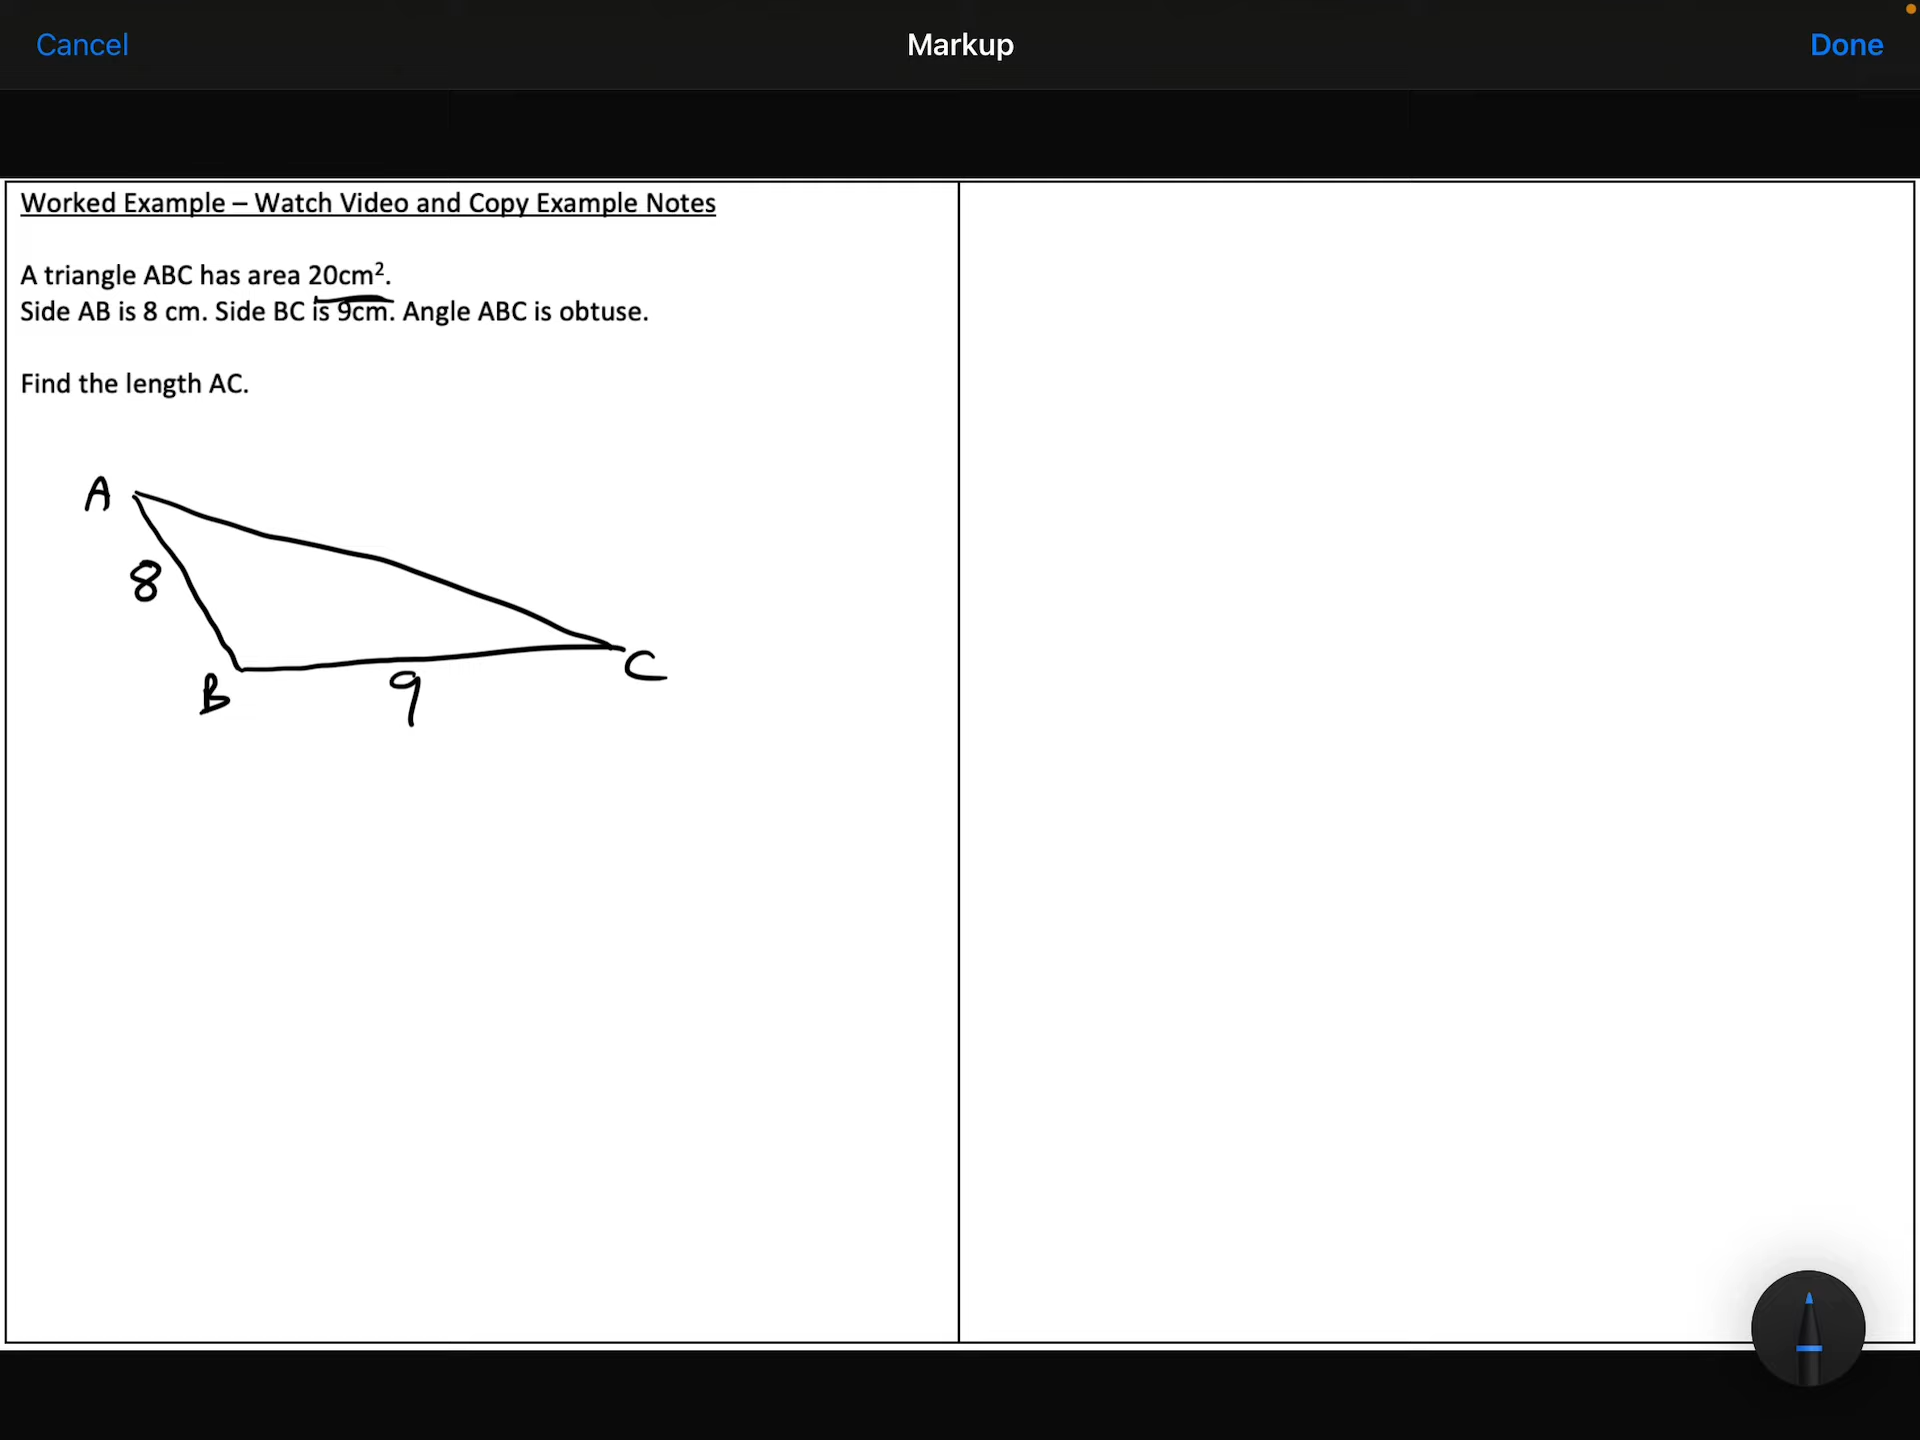 Cancel
Markup
Done
Worked Example – Watch Video and Copy Example Notes
A triangle ABC has area 20cm².
Side AB is 8 cm. Side BC is 9cm. Angle ABC is obtuse.
Find the length AC.
A
8
B
9
C